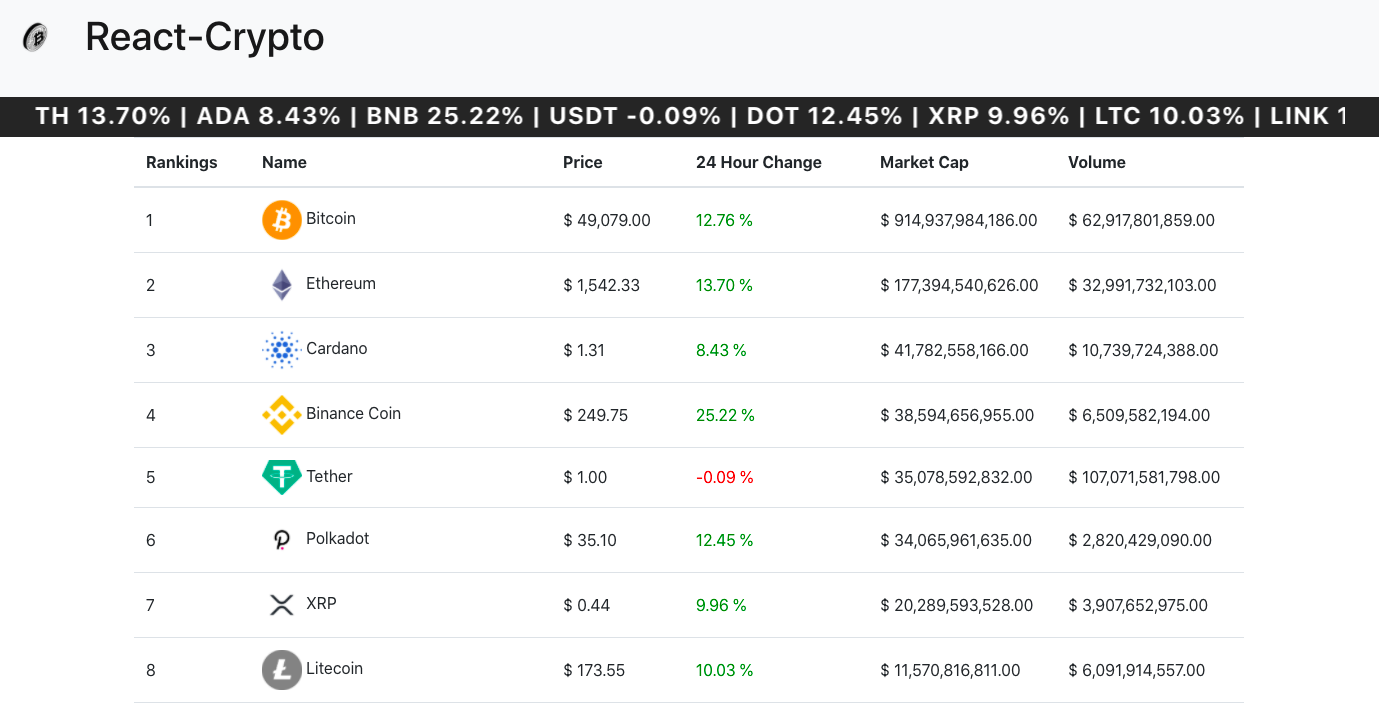 React-Crypto
TH 13.70% | ADA 8.43% | BNB 25.22% | USDT -0.09% | DOT 12.45% | XRP 9.96% | LTC 10.03% | LINK 1
Rankings Name Price 24 Hour Change Market Cap Volume
1 Bitcoin $ 49,079.00 12.76 % $ 914,937,984,186.00 $ 62,917,801,859.00
2 Ethereum $ 1,542.33 13.70 % $ 177,394,540,626.00 $ 32,991,732,103.00
3 Cardano $ 1.31 8.43 % $ 41,782,558,166.00 $ 10,739,724,388.00
4 Binance Coin $ 249.75 25.22 % $ 38,594,656,955.00 $ 6,509,582,194.00
5 Tether $ 1.00 -0.09 % $ 35,078,592,832.00 $ 107,071,581,798.00
6 Polkadot $ 35.10 12.45 % $ 34,065,961,635.00 $ 2,820,429,090.00
7 XRP $ 0.44 9.96 % $ 20,289,593,528.00 $ 3,907,652,975.00
8 Litecoin $ 173.55 10.03 % $ 11,570,816,811.00 $ 6,091,914,557.00